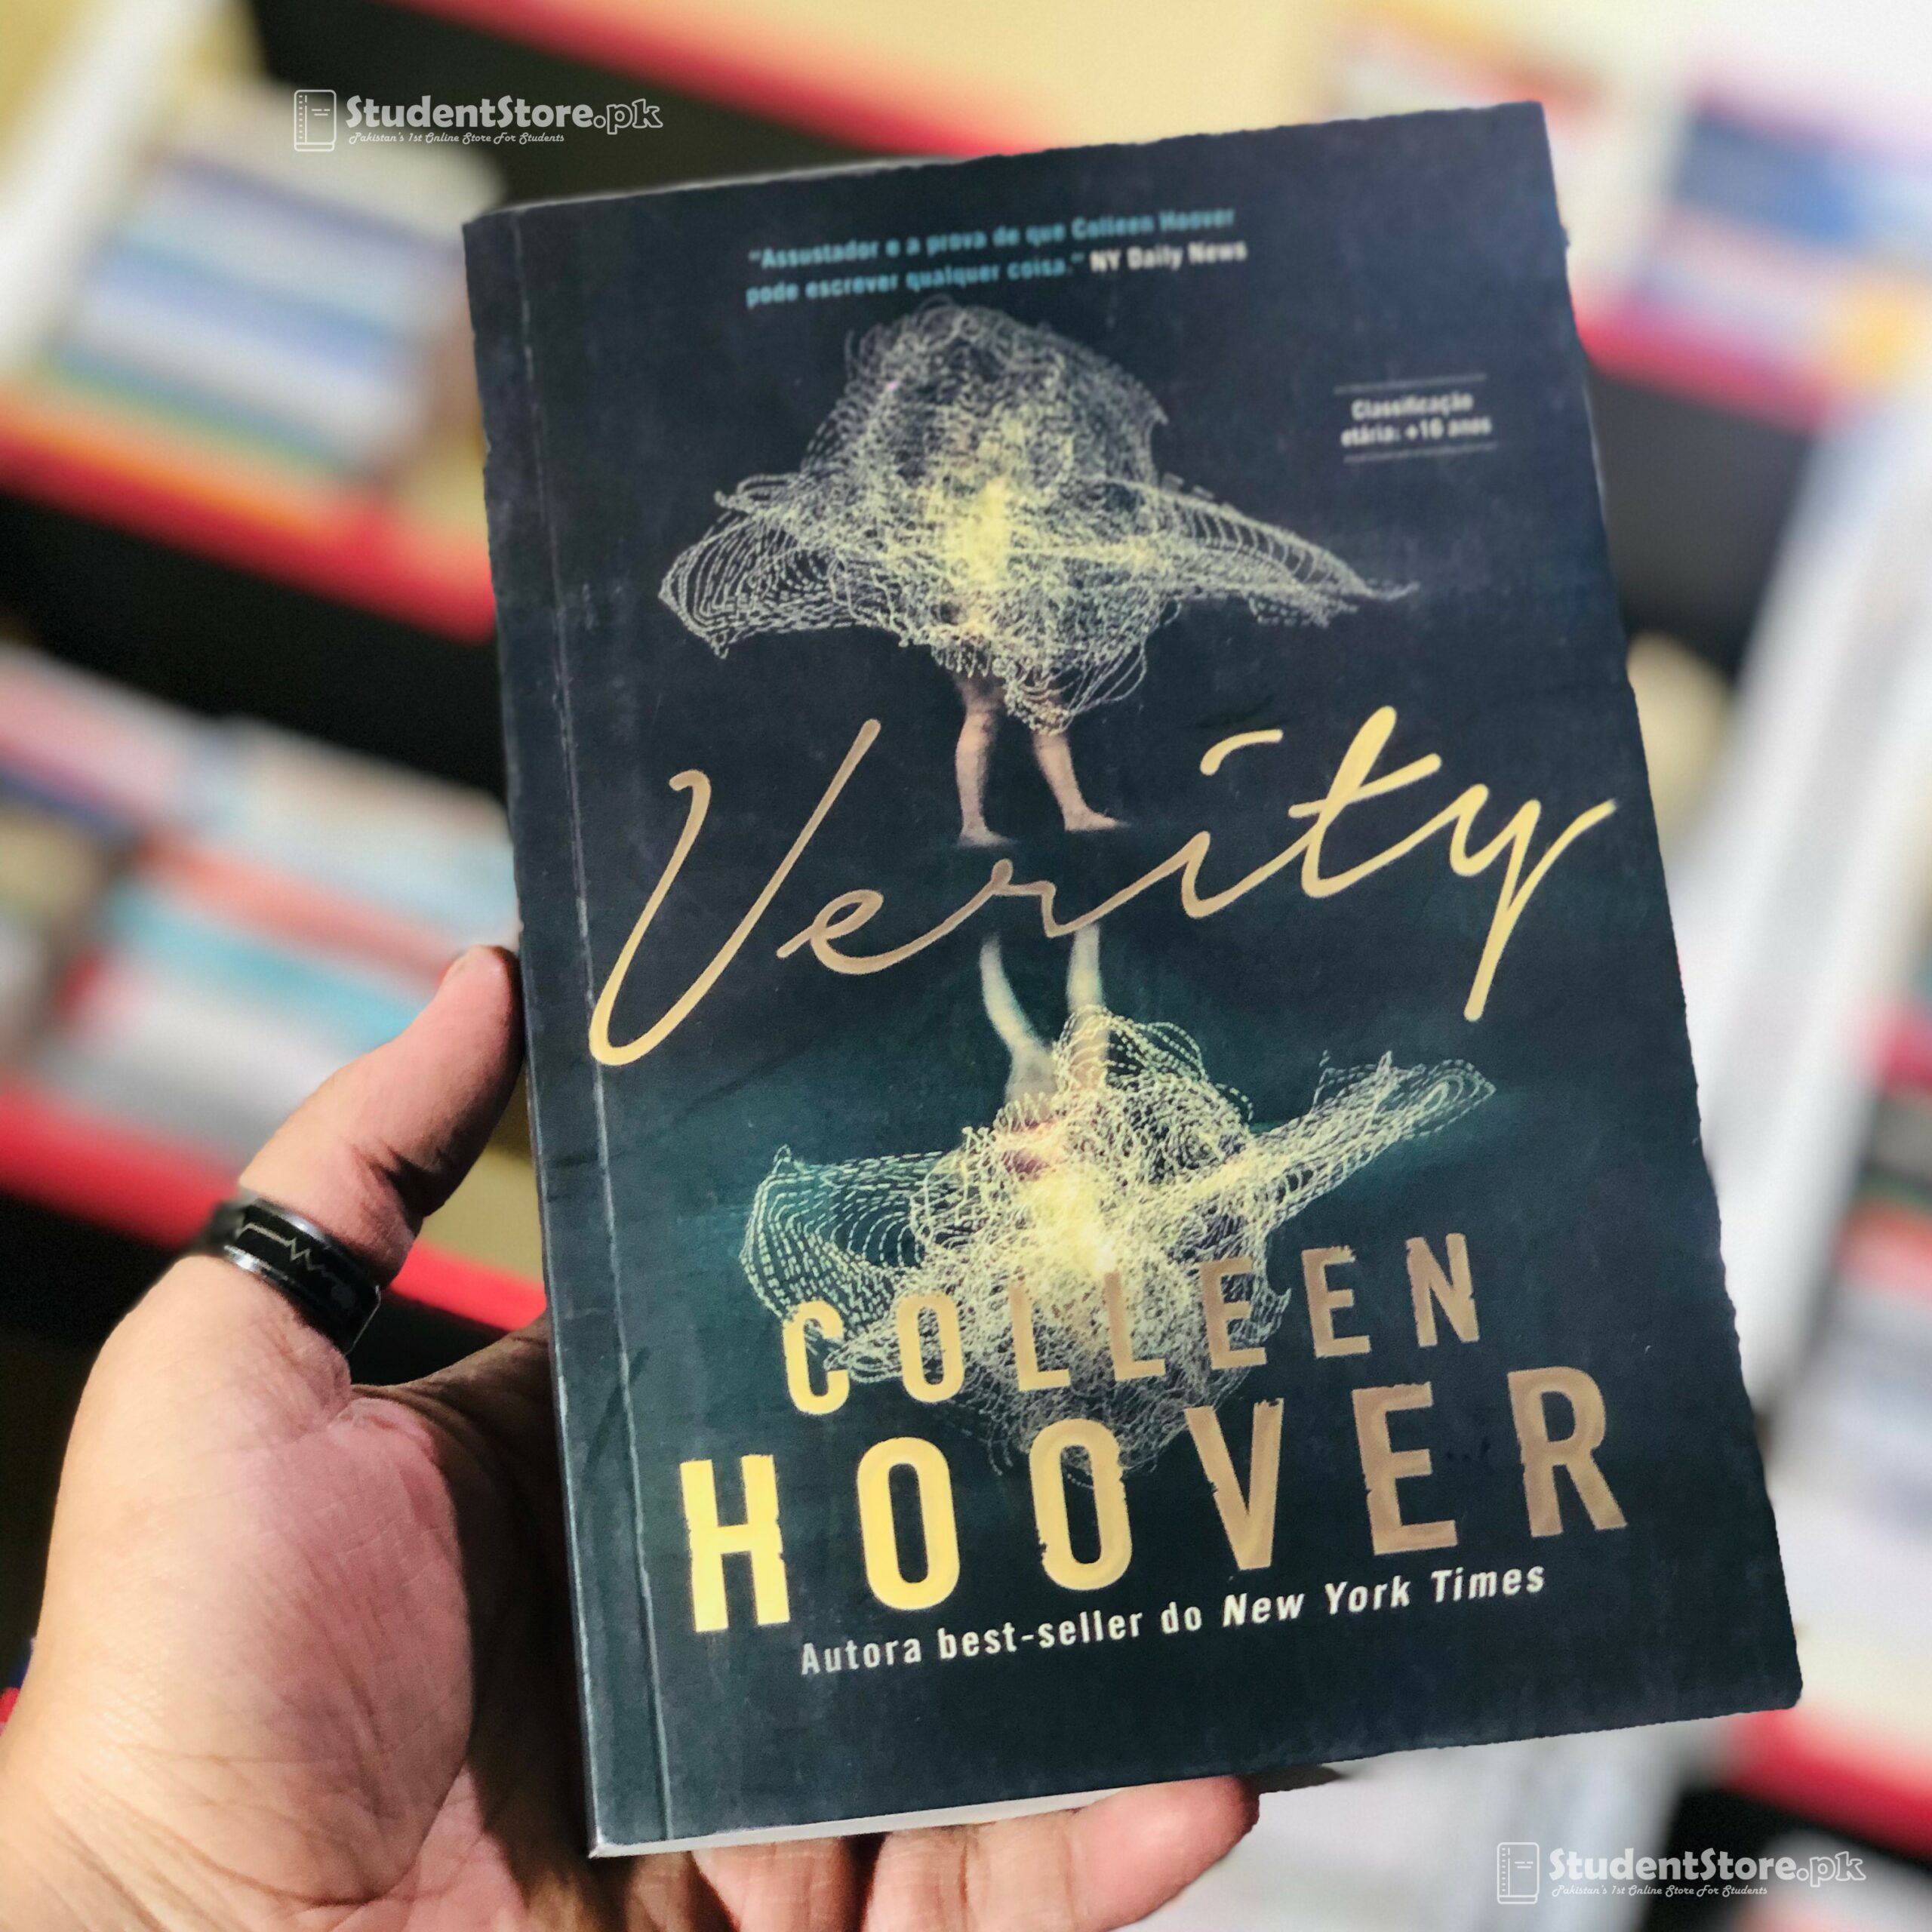 StudentStore.pk
Pakistan's 1st Online Store For Students
"Assustador e a prova de que Colleen Hoover
pode escrever qualquer coisa." NY Daily News
Classificação
etária: +16 anos
Verity
COLLEEN
HOOVER
Autora best-seller do New York Times
StudentStore.pk
Pakistan's 1st Online Store For Students